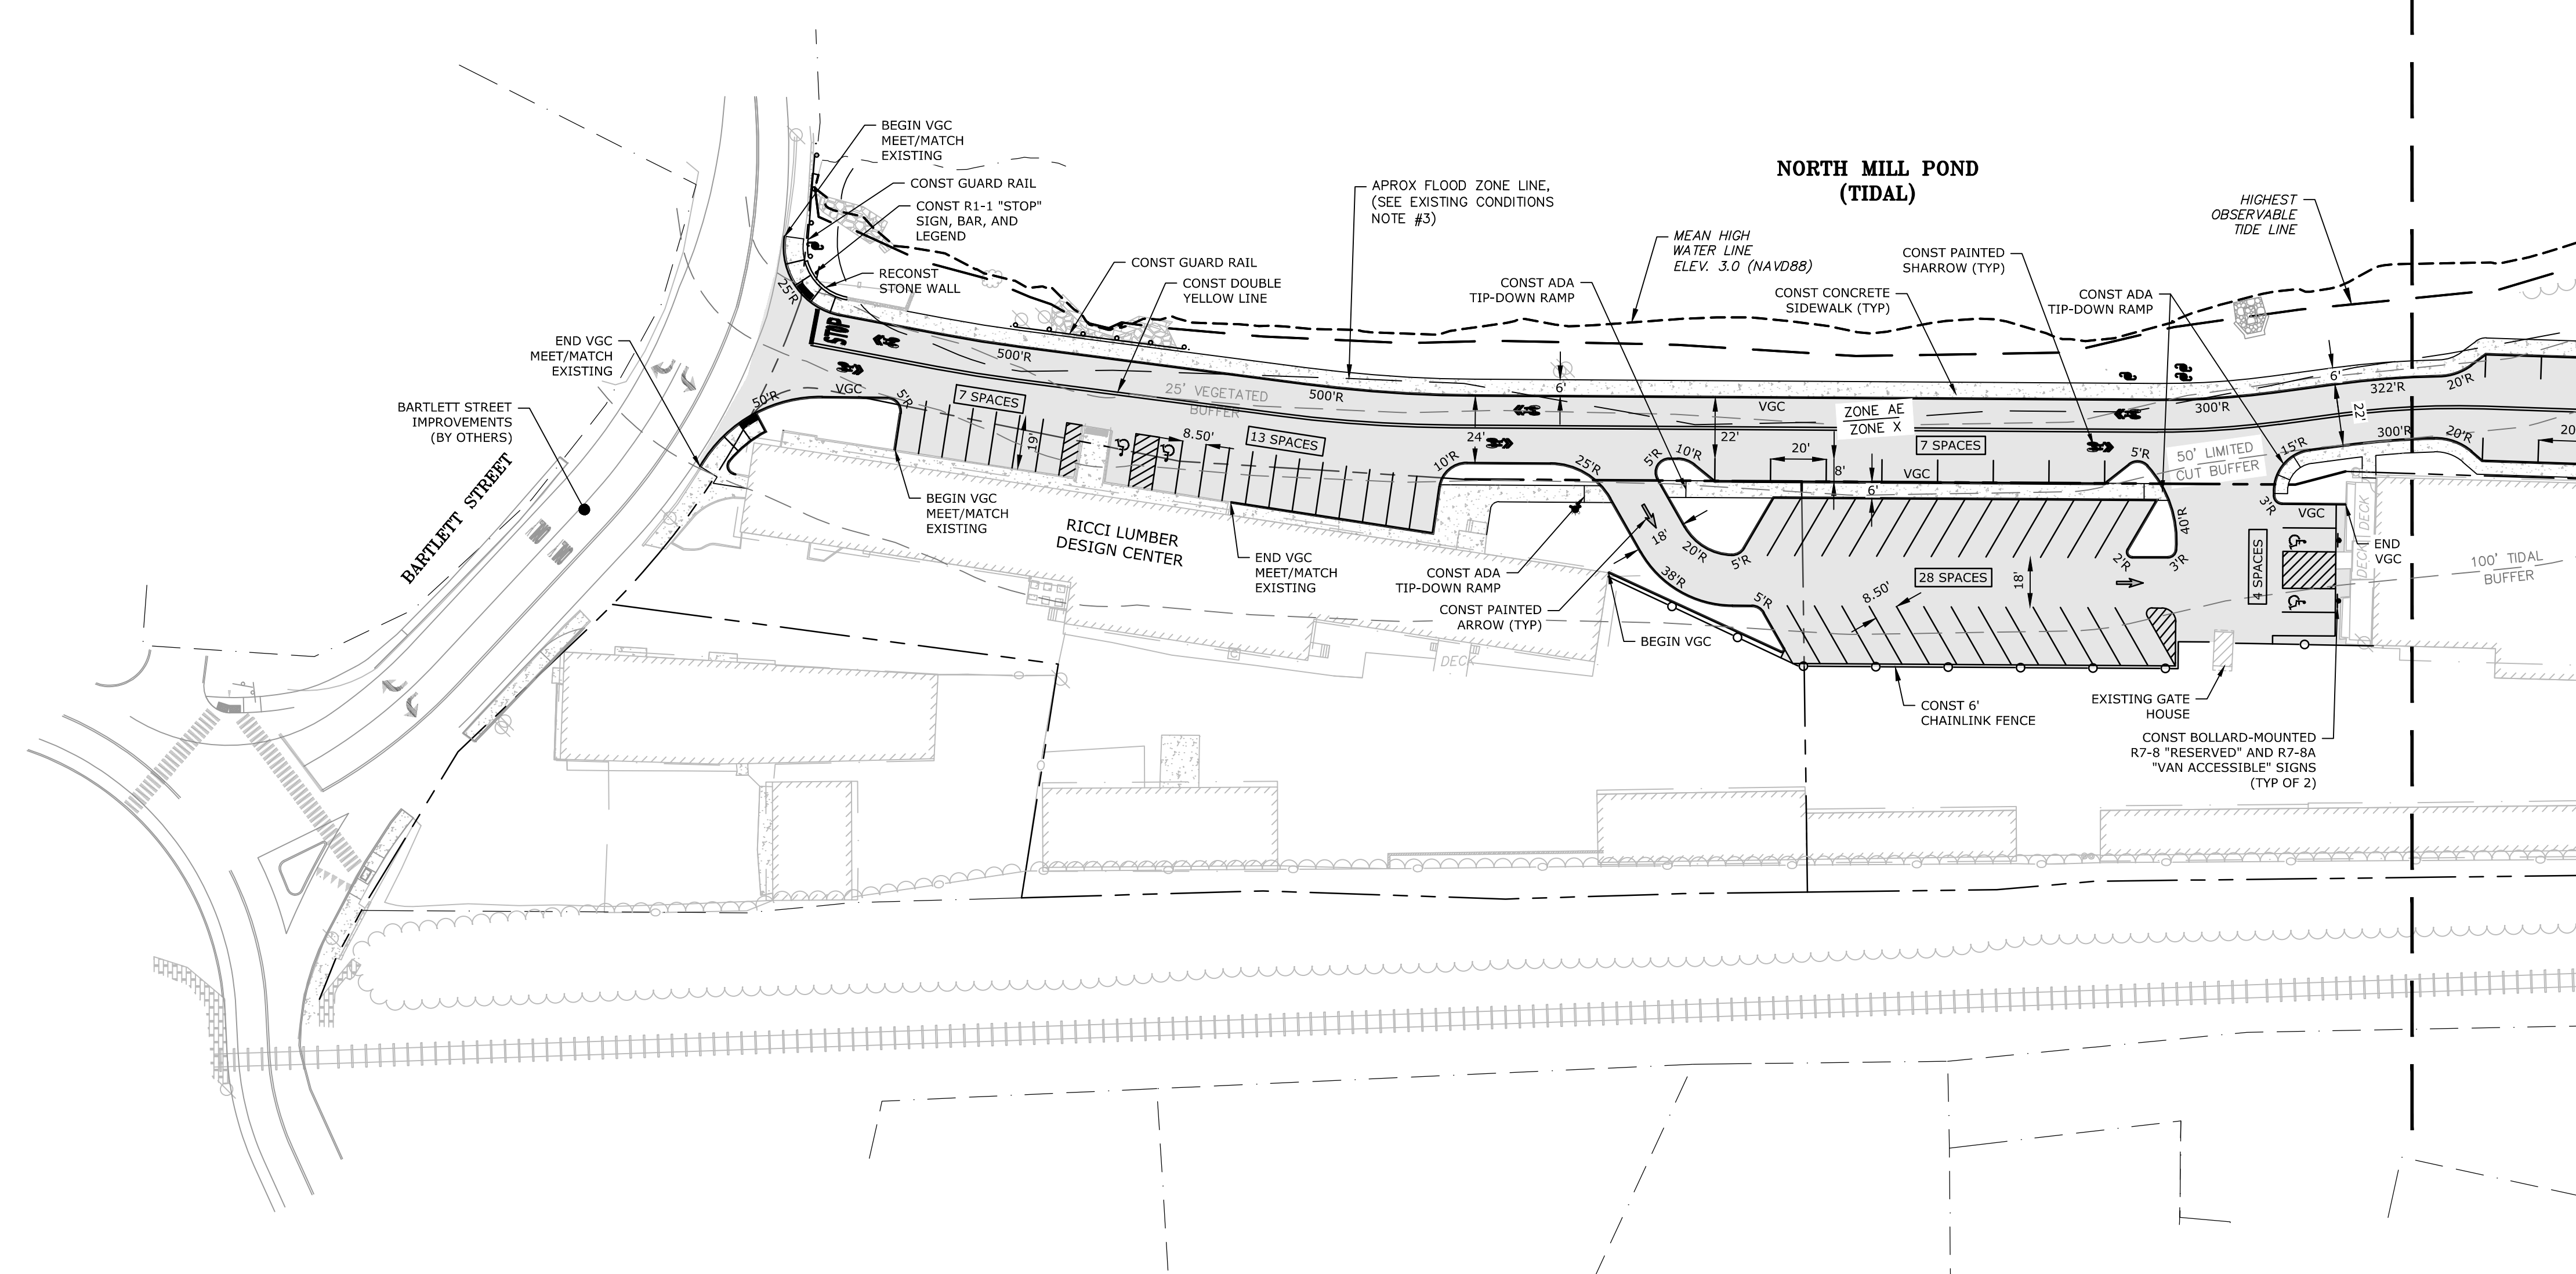 NORTH MILL POND
(TIDAL)
BEGIN VGC
MEET/MATCH
EXISTING
CONST GUARD RAIL
CONST R1-1 "STOP"
SIGN, BAR, AND
LEGEND
RECONST
STONE WALL
CONST GUARD RAIL
CONST DOUBLE
YELLOW LINE
APROX FLOOD ZONE LINE,
(SEE EXISTING CONDITIONS
NOTE #3)
MEAN HIGH
WATER LINE
ELEV. 3.0 (NAVD88)
CONST ADA
TIP-DOWN RAMP
CONST PAINTED
SHARROW (TYP)
CONST CONCRETE
SIDEWALK (TYP)
CONST ADA
TIP-DOWN RAMP
HIGHEST
OBSERVABLE
TIDE LINE
END VGC
MEET/MATCH
EXISTING
BARTLETT STREET
IMPROVEMENTS
(BY OTHERS)
BARTLETT STREET
25'R
STOP
50'R
VGC
5'R
500'R
7 SPACES
19'
25' VEGETATED
BUFFER
8.50'
13 SPACES
500'R
24'
6'
10'R
25'R
5'R
10'R
22'
VGC
20'
8'
6'
ZONE AE
ZONE X
7 SPACES
VGC
5'R
50' LIMITED
CUT BUFFER
300'R
6'
322'R
20'R
22'
300'R
20'R
20
15'R
3'R
VGC
40'R
3'R
2'R
4 SPACES
DECK
DECK
END
VGC
100' TIDAL
BUFFER
BEGIN VGC
MEET/MATCH
EXISTING
RICCI LUMBER
DESIGN CENTER
END VGC
MEET/MATCH
EXISTING
CONST ADA
TIP-DOWN RAMP
CONST PAINTED
ARROW (TYP)
18'
20'R
5'R
38'R
5'R
28 SPACES
8.50'
18'
BEGIN VGC
DECK
CONST 6'
CHAINLINK FENCE
EXISTING GATE
HOUSE
CONST BOLLARD-MOUNTED
R7-8 "RESERVED" AND R7-8A
"VAN ACCESSIBLE" SIGNS
(TYP OF 2)